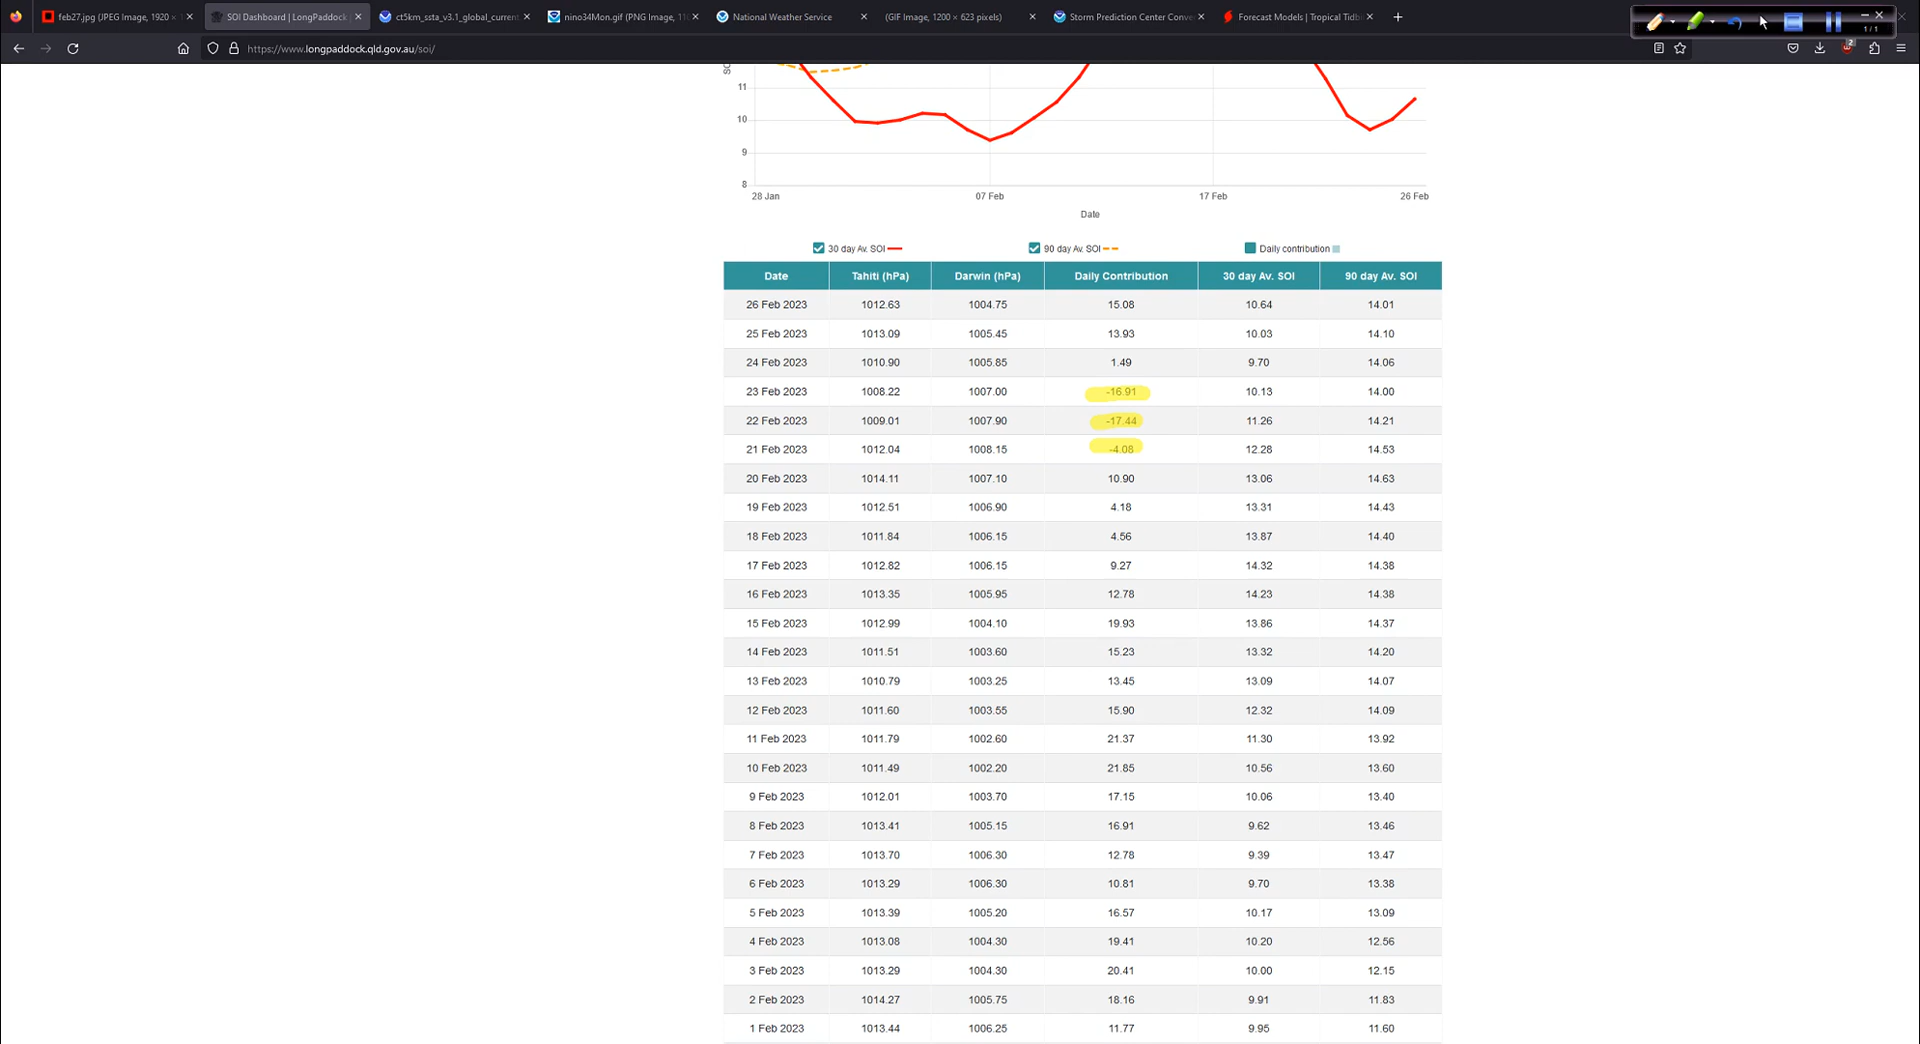 feb27.jpg (JPEG Image, 1920 ×
SOI Dashboard | LongPaddock
ct5km_ssta_v3.1_global_current
nino34Mon.gif (PNG Image, 11
National Weather Service
(GIF Image, 1200 × 623 pixels)
Storm Prediction Center Conve
Forecast Models | Tropical Tidb
1/1
https://www.longpaddock.qld.gov.au/soi/
2
SO
11
10
9
8
28 Jan 07 Feb 17 Feb 26 Feb
Date
30 day Av. SOI 90 day Av. SOI Daily contribution
Date Tahiti (hPa) Darwin (hPa) Daily Contribution 30 day Av. SOI 90 day Av. SOI
26 Feb 2023 1012.63 1004.75 15.08 10.64 14.01
25 Feb 2023 1013.09 1005.45 13.93 10.03 14.10
24 Feb 2023 1010.90 1005.85 1.49 9.70 14.06
23 Feb 2023 1008.22 1007.00 -16.91 10.13 14.00
22 Feb 2023 1009.01 1007.90 -17.44 11.26 14.21
21 Feb 2023 1012.04 1008.15 -4.08 12.28 14.53
20 Feb 2023 1014.11 1007.10 10.90 13.06 14.63
19 Feb 2023 1012.51 1006.90 4.18 13.31 14.43
18 Feb 2023 1011.84 1006.15 4.56 13.87 14.40
17 Feb 2023 1012.82 1006.15 9.27 14.32 14.38
16 Feb 2023 1013.35 1005.95 12.78 14.23 14.38
15 Feb 2023 1012.99 1004.10 19.93 13.86 14.37
14 Feb 2023 1011.51 1003.60 15.23 13.32 14.20
13 Feb 2023 1010.79 1003.25 13.45 13.09 14.07
12 Feb 2023 1011.60 1003.55 15.90 12.32 14.09
11 Feb 2023 1011.79 1002.60 21.37 11.30 13.92
10 Feb 2023 1011.49 1002.20 21.85 10.56 13.60
9 Feb 2023 1012.01 1003.70 17.15 10.06 13.40
8 Feb 2023 1013.41 1005.15 16.91 9.62 13.46
7 Feb 2023 1013.70 1006.30 12.78 9.39 13.47
6 Feb 2023 1013.29 1006.30 10.81 9.70 13.38
5 Feb 2023 1013.39 1005.20 16.57 10.17 13.09
4 Feb 2023 1013.08 1004.30 19.41 10.20 12.56
3 Feb 2023 1013.29 1004.30 20.41 10.00 12.15
2 Feb 2023 1014.27 1005.75 18.16 9.91 11.83
1 Feb 2023 1013.44 1006.25 11.77 9.95 11.60